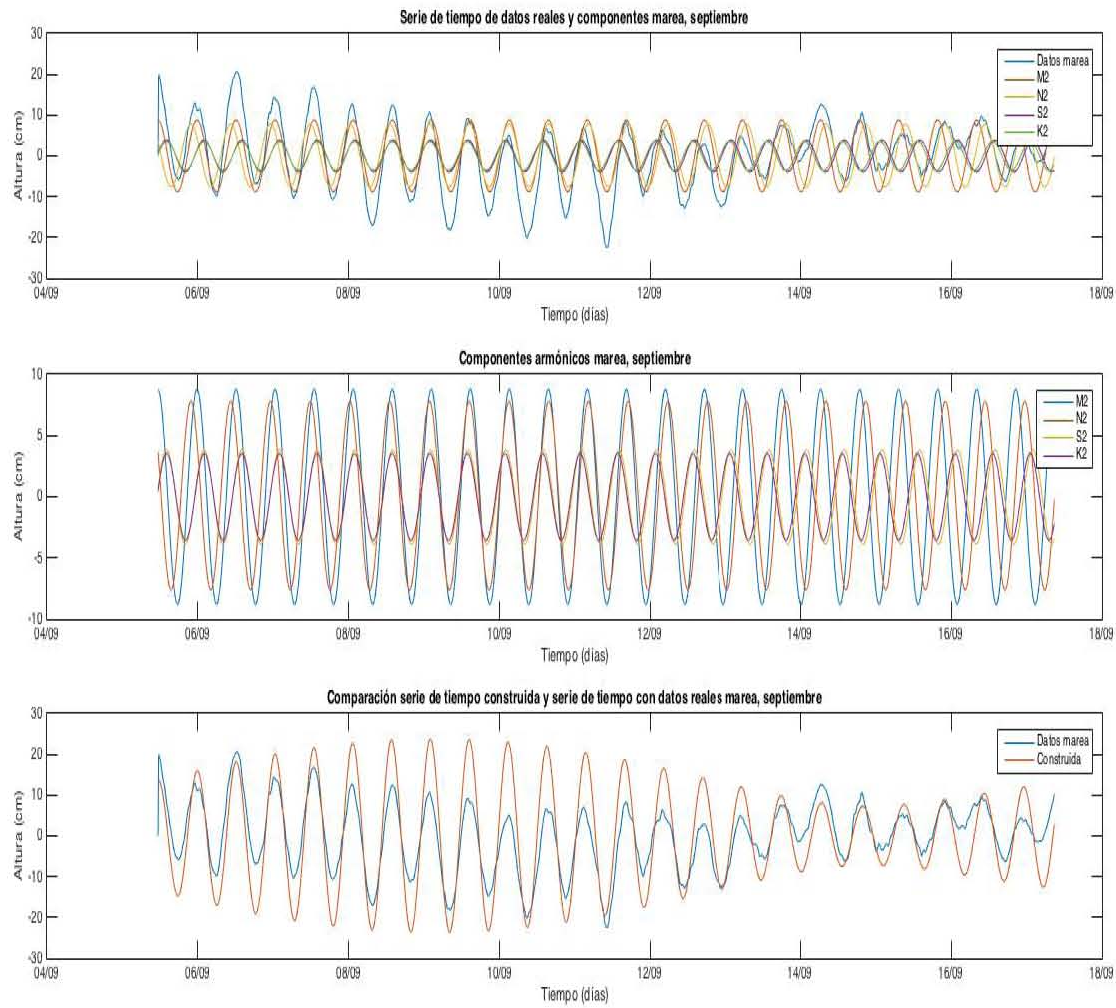 Serie de tiempo de datos reales y componentes marea, septiembre
30
20
10
0
-10
-20
-30
Altura (cm)
Datos marea
M2
N2
S2
K2
04/09 06/09 08/09 10/09 12/09 14/09 16/09 18/09
Tiempo (días)
Componentes armónicos marea, septiembre
10
5
0
-5
-10
Altura (cm)
M2
N2
S2
K2
04/09 06/09 08/09 10/09 12/09 14/09 16/09 18/09
Tiempo (días)
Comparación serie de tiempo construida y serie de tiempo con datos reales marea, septiembre
30
20
10
0
-10
-20
-30
Altura (cm)
Datos marea
Construida
04/09 06/09 08/09 10/09 12/09 14/09 16/09 18/09
Tiempo (días)